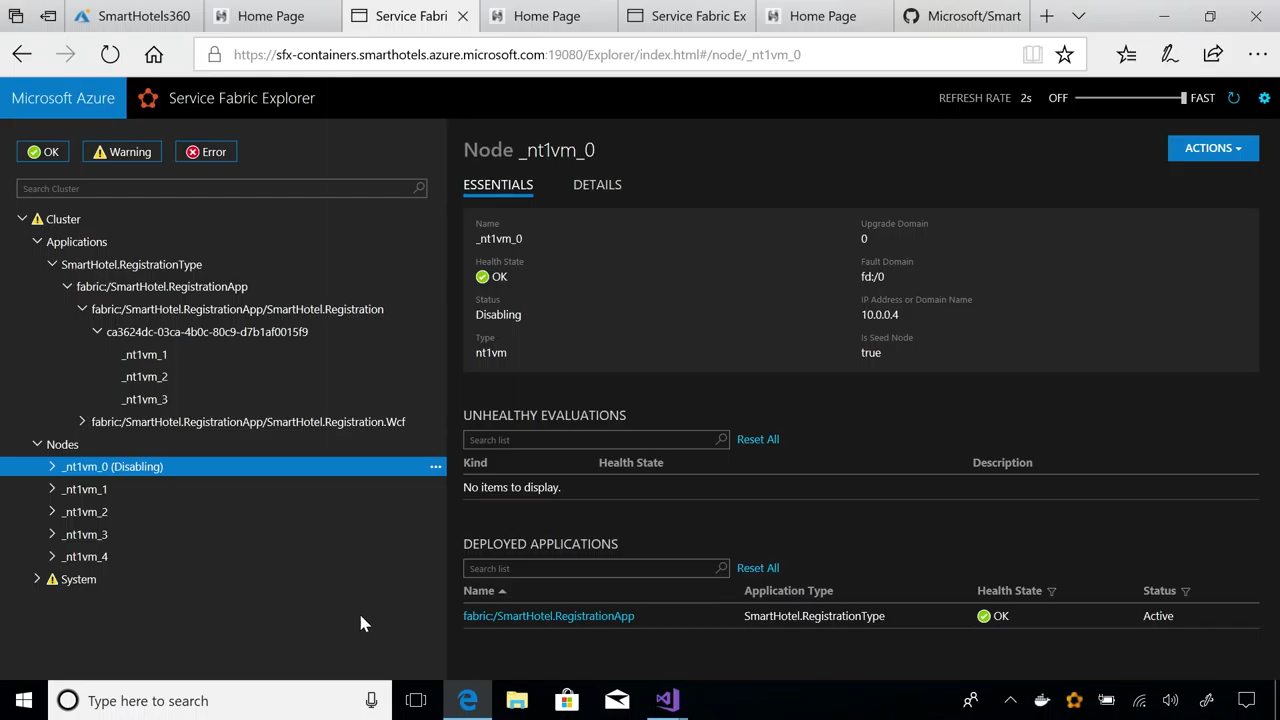 SmartHotels360
Home Page
Service Fabri
Home Page
Service Fabric Ex
Home Page
Microsoft/Smart
https://sfx-containers.smarthotels.azure.microsoft.com:19080/Explorer/index.html#/node/_nt1vm_0
Microsoft Azure
Service Fabric Explorer
REFRESH RATE 2s OFF FAST
OK
Warning
Error
Search Cluster
Cluster
Applications
SmartHotel.RegistrationType
fabric:/SmartHotel.RegistrationApp
fabric:/SmartHotel.RegistrationApp/SmartHotel.Registration
ca3624dc-03ca-4b0c-80c9-d7b1af0015f9
_nt1vm_1
_nt1vm_2
_nt1vm_3
fabric:/SmartHotel.RegistrationApp/SmartHotel.Registration.Wcf
Nodes
_nt1vm_0 (Disabling)
_nt1vm_1
_nt1vm_2
_nt1vm_3
_nt1vm_4
System
Node _nt1vm_0
ACTIONS
ESSENTIALS DETAILS
Name
_nt1vm_0
Health State
OK
Status
Disabling
Type
nt1vm
Upgrade Domain
0
Fault Domain
fd:/0
IP Address or Domain Name
10.0.0.4
Is Seed Node
true
UNHEALTHY EVALUATIONS
Search list
Reset All
Kind Health State Description
No items to display.
DEPLOYED APPLICATIONS
Search list
Reset All
Name Application Type Health State Status
fabric:/SmartHotel.RegistrationApp SmartHotel.RegistrationType OK Active
Type here to search